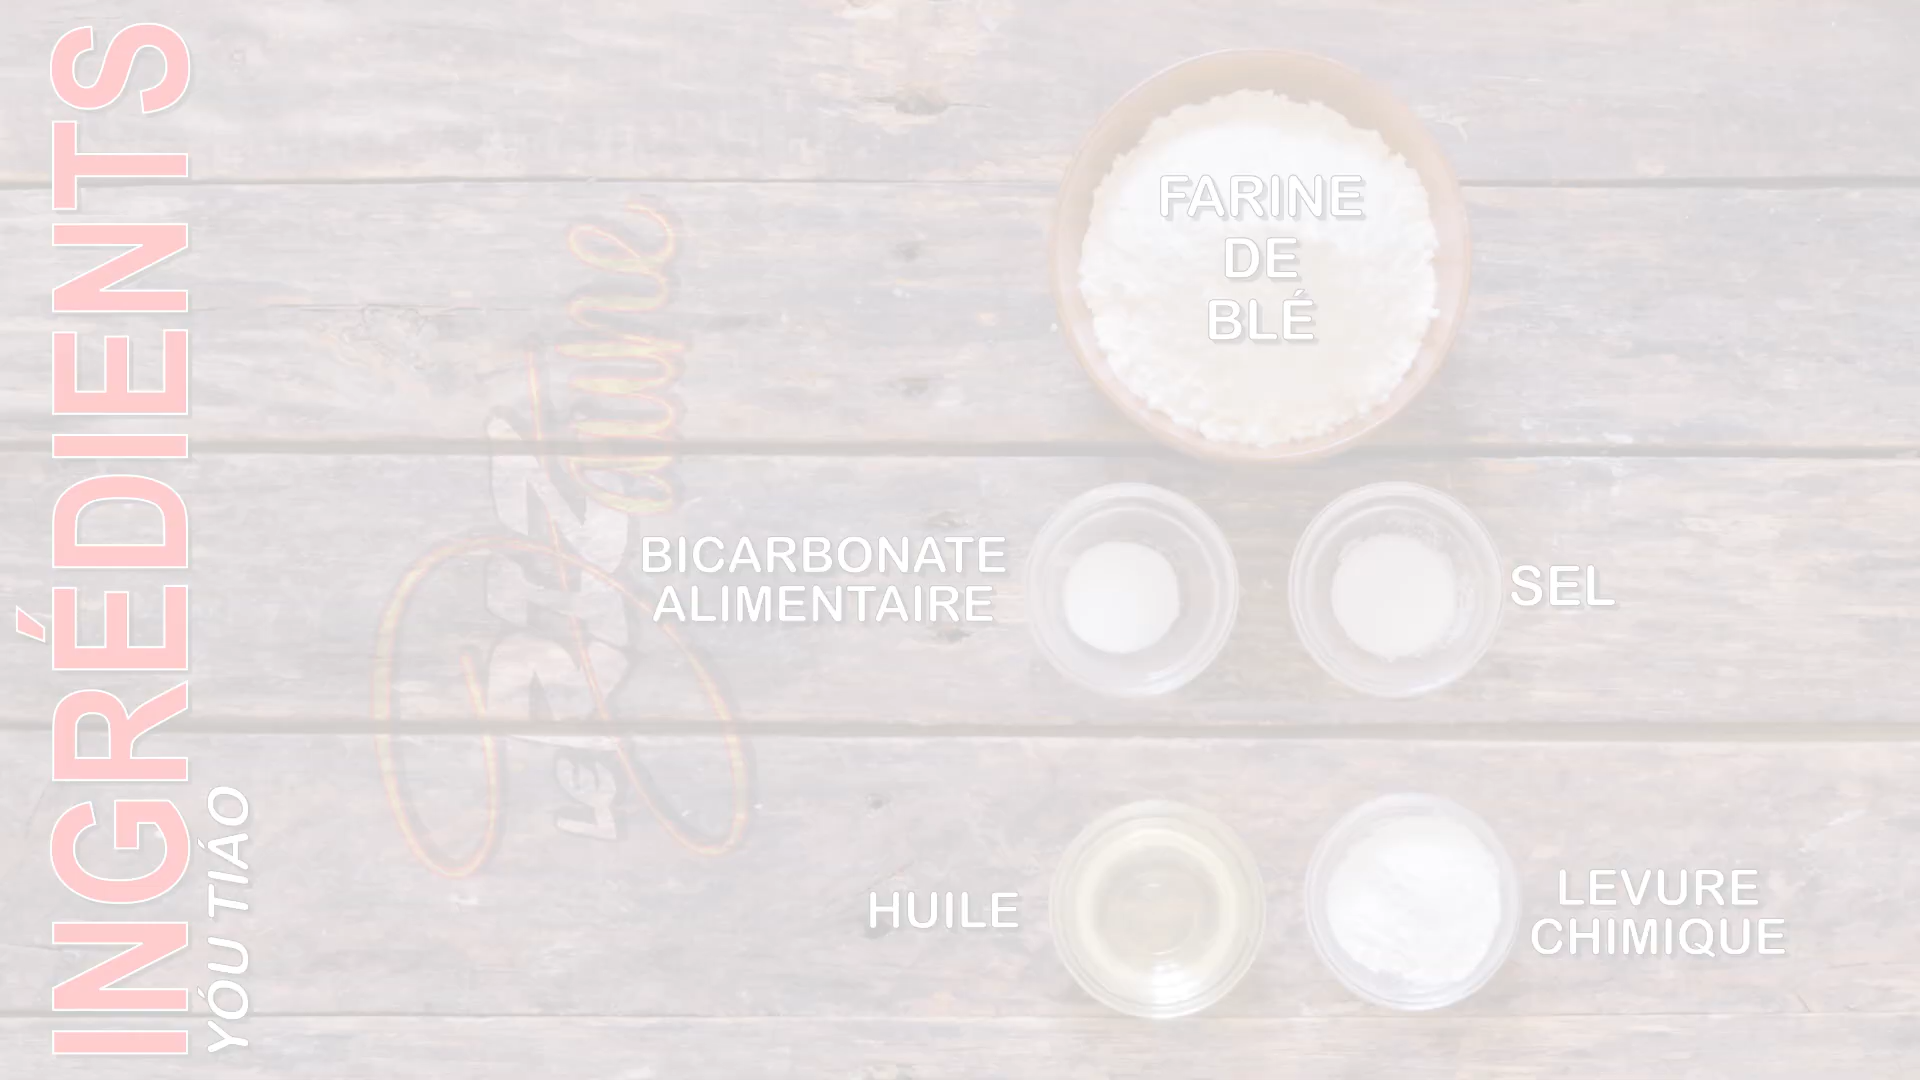 INGRÉDIENTS
YÓU TIÁO
FARINE
DE
BLÉ
BICARBONATE
ALIMENTAIRE
SEL
HUILE
LEVURE
CHIMIQUE